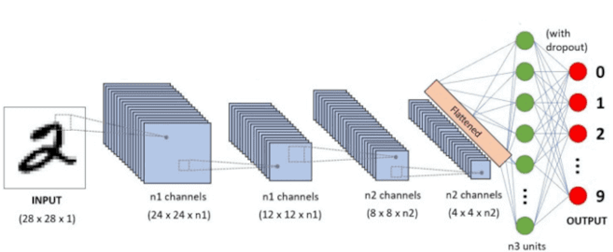 INPUT
(28 x 28 x 1)
n1 channels
(24 x 24 x n1)
n1 channels
(12 x 12 x n1)
n2 channels
(8 x 8 x n2)
n2 channels
(4 x 4 x n2)
Flattened
n3 units
(with
dropout)
0
1
2
⋮
9
OUTPUT
2